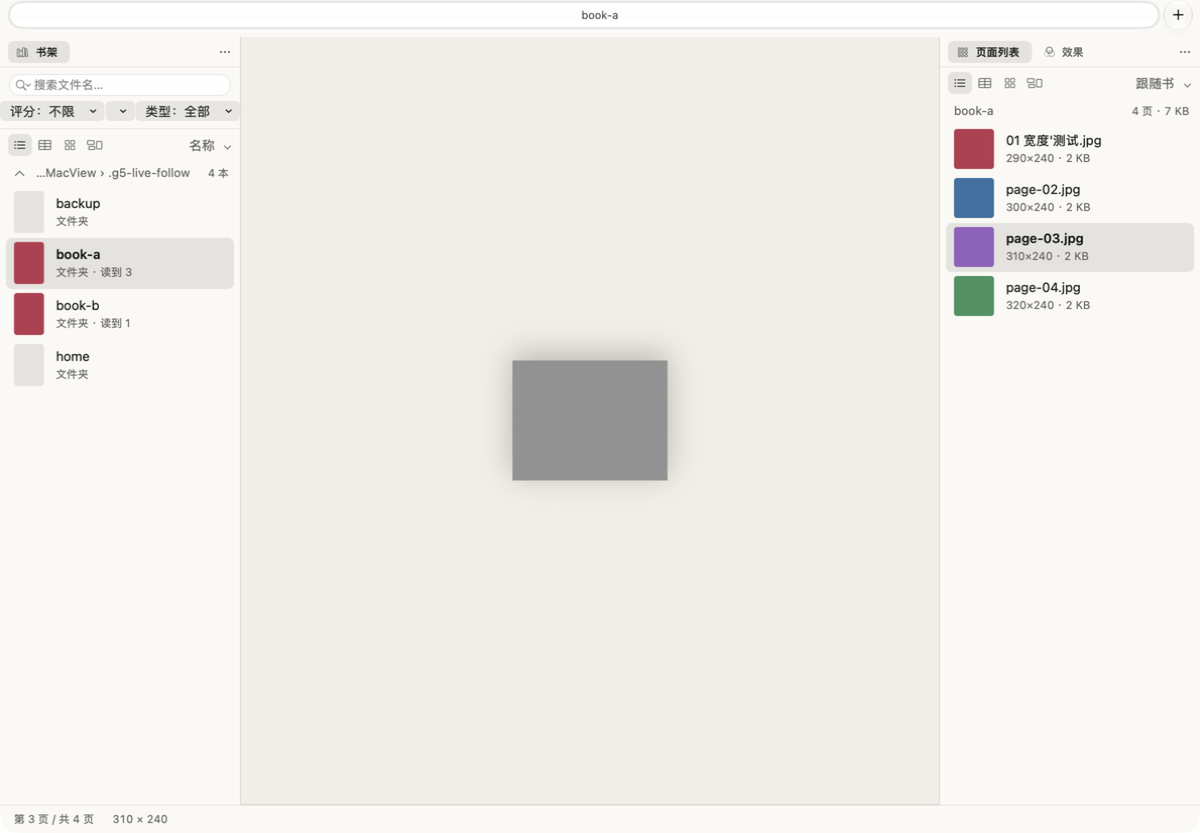 book-a
+
书架
...
搜索文件名...
评分：不限
类型：全部
名称
...MacView › .g5-live-follow 4 本
backup
文件夹
book-a
文件夹 · 读到 3
book-b
文件夹 · 读到 1
home
文件夹
页面列表 效果 ...
跟随书
book-a 4 页 · 7 KB
01 宽度'测试.jpg
290×240 · 2 KB
page-02.jpg
300×240 · 2 KB
page-03.jpg
310×240 · 2 KB
page-04.jpg
320×240 · 2 KB
第 3 页 / 共 4 页 310 × 240